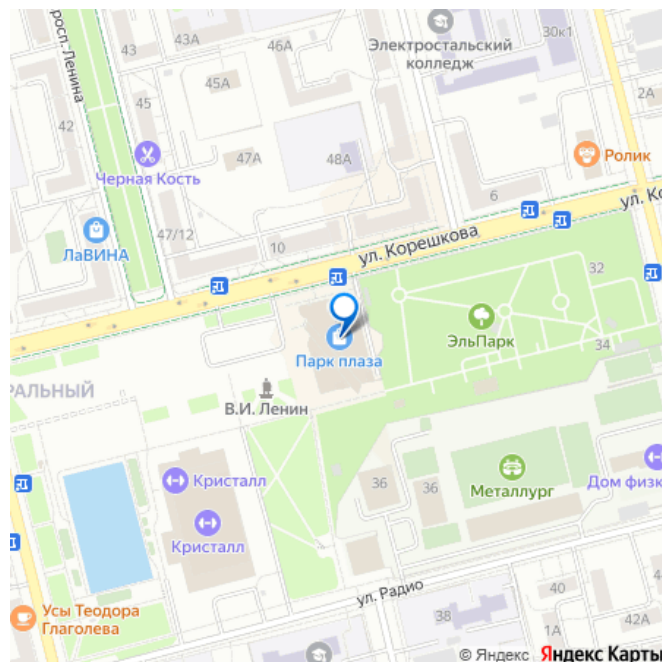 просп. Ленина
43
43А
46А
Электростальский
колледж
30к1
45А
45
42
2А
Черная Кость
47А
48А
Ролик
6
47/12
10
ЛаВИНА
ул. Корешкова
ул. Ко
32
ЭльПарк
34
Парк плаза
РАЛЬНЫЙ
В.И. Ленин
Кристалл
36
36
Металлург
Дом физк
Кристалл
ул. Радио
Усы Теодора
Глаголева
38
40
1А
42А
© Яндекс Яндекс Карты